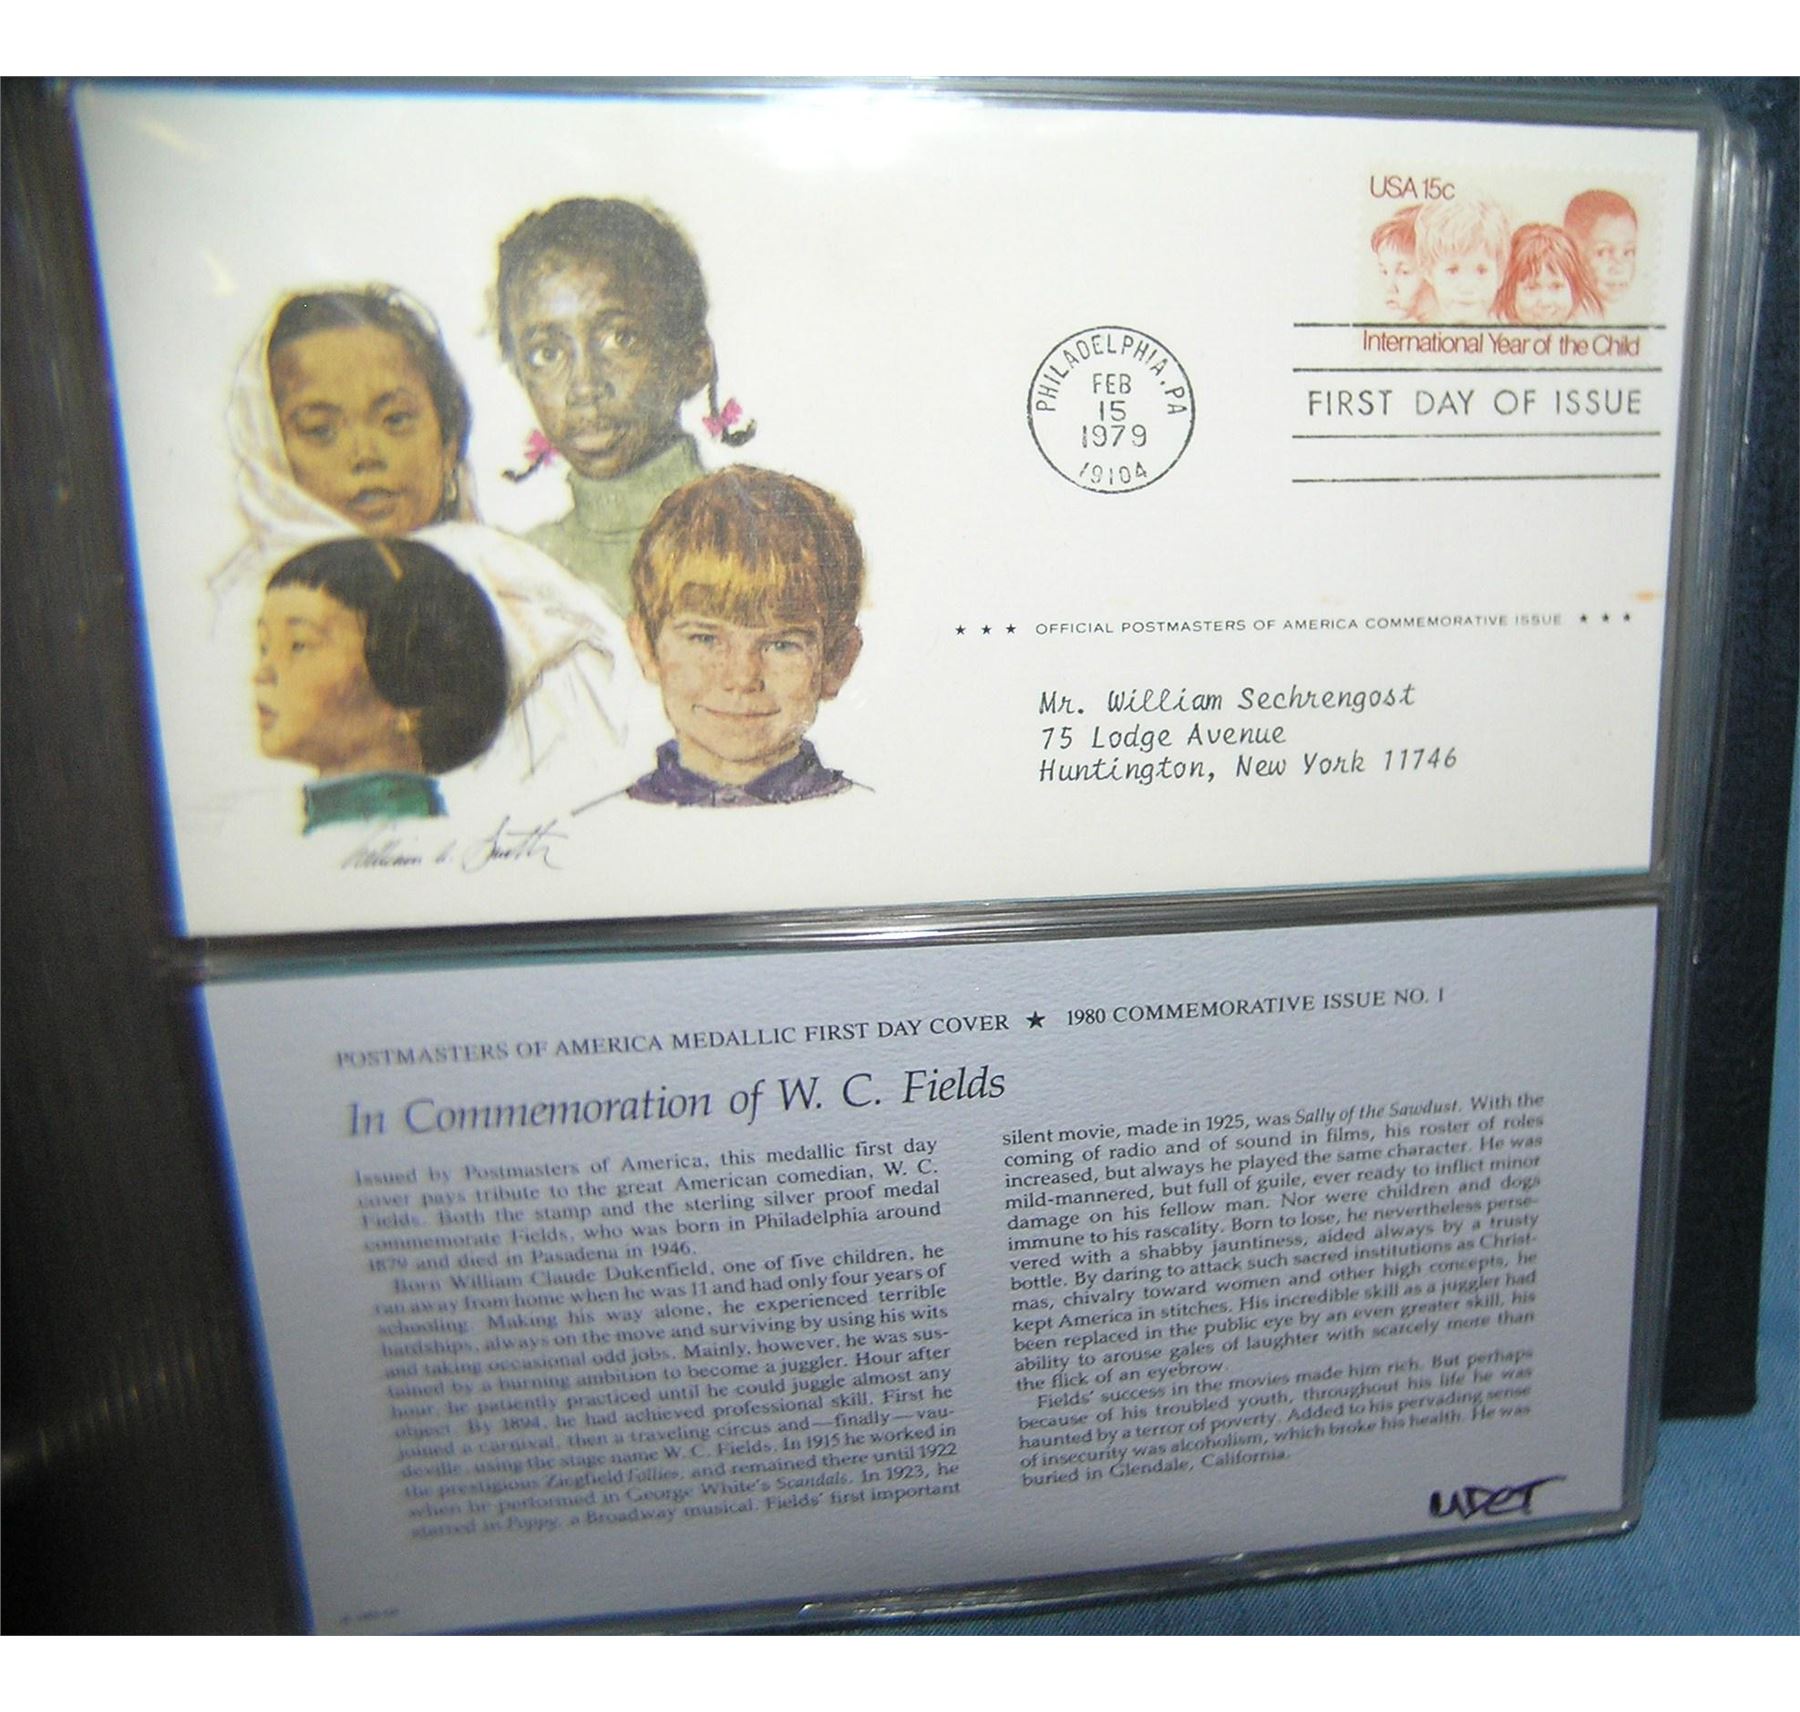 USA 15c
International Year of the Child
PHILADELPHIA, PA
FEB
15
1979
19104
FIRST DAY OF ISSUE
★ ★ ★ OFFICIAL POSTMASTERS OF AMERICA COMMEMORATIVE ISSUE ★ ★ ★
Mr. William Sechrengost
75 Lodge Avenue
Huntington, New York 11746
William A. Smith
POSTMASTERS OF AMERICA MEDALLIC FIRST DAY COVER ★ 1980 COMMEMORATIVE ISSUE NO. 1
In Commemoration of W. C. Fields
Issued by Postmasters of America, this medallic first day
cover pays tribute to the great American comedian, W. C.
Fields. Both the stamp and the sterling silver proof medal
commemorate Fields, who was born in Philadelphia around
1879 and died in Pasadena in 1946.
Born William Claude Dukenfield, one of five children, he
ran away from home when he was 11 and had only four years of
schooling. Making his way alone, he experienced terrible
hardships, always on the move and surviving by using his wits
and taking occasional odd jobs. Mainly, however, he was sus-
tained by a burning ambition to become a juggler. Hour after
hour, he patiently practiced until he could juggle almost any
object. By 1894, he had achieved professional skill. First he
joined a carnival, then a traveling circus and—finally—vau-
deville, using the stage name W. C. Fields. In 1915 he worked in
the prestigious Ziegfield Follies, and remained there until 1922
when he performed in George White's Scandals. In 1923, he
starred in Poppy, a Broadway musical. Fields' first important
silent movie, made in 1925, was Sally of the Sawdust. With the
coming of radio and of sound in films, his roster of roles
increased, but always he played the same character. He was
mild-mannered, but full of guile, ever ready to inflict minor
damage on his fellow man. Nor were children and dogs
immune to his rascality. Born to lose, he nevertheless perse-
vered with a shabby jauntiness, aided always by a trusty
bottle. By daring to attack such sacred institutions as Christ-
mas, chivalry toward women and other high concepts, he
kept America in stitches. His incredible skill as a juggler had
been replaced in the public eye by an even greater skill, his
ability to arouse gales of laughter with scarcely more than
the flick of an eyebrow.
Fields' success in the movies made him rich. But perhaps
because of his troubled youth, throughout his life he was
haunted by a terror of poverty. Added to his pervading sense
of insecurity was alcoholism, which broke his health. He was
buried in Glendale, California.